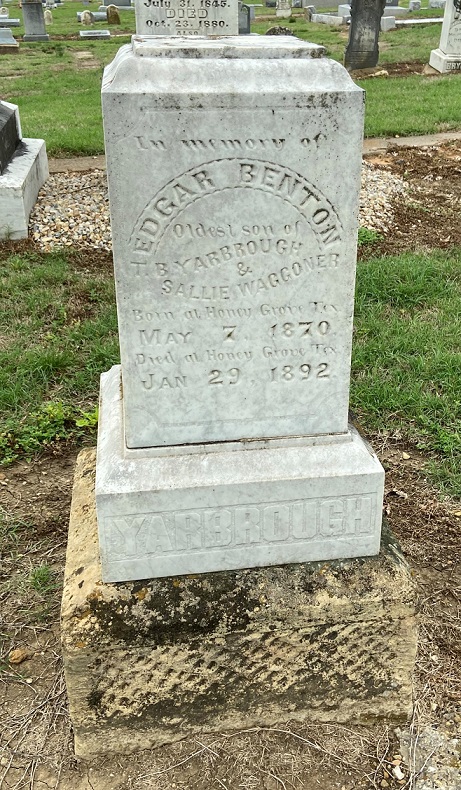 July 31. 1845.
DIED
Oct. 23. 1880.
ALSO
In memory of
EDGAR BENTON
Oldest son of
T. B. YARBROUGH
&
SALLIE WAGGONER
Born at Honey Grove Tex.
MAY 7. 1870
Died at Honey Grove Tex.
JAN 29. 1892
YARBROUGH